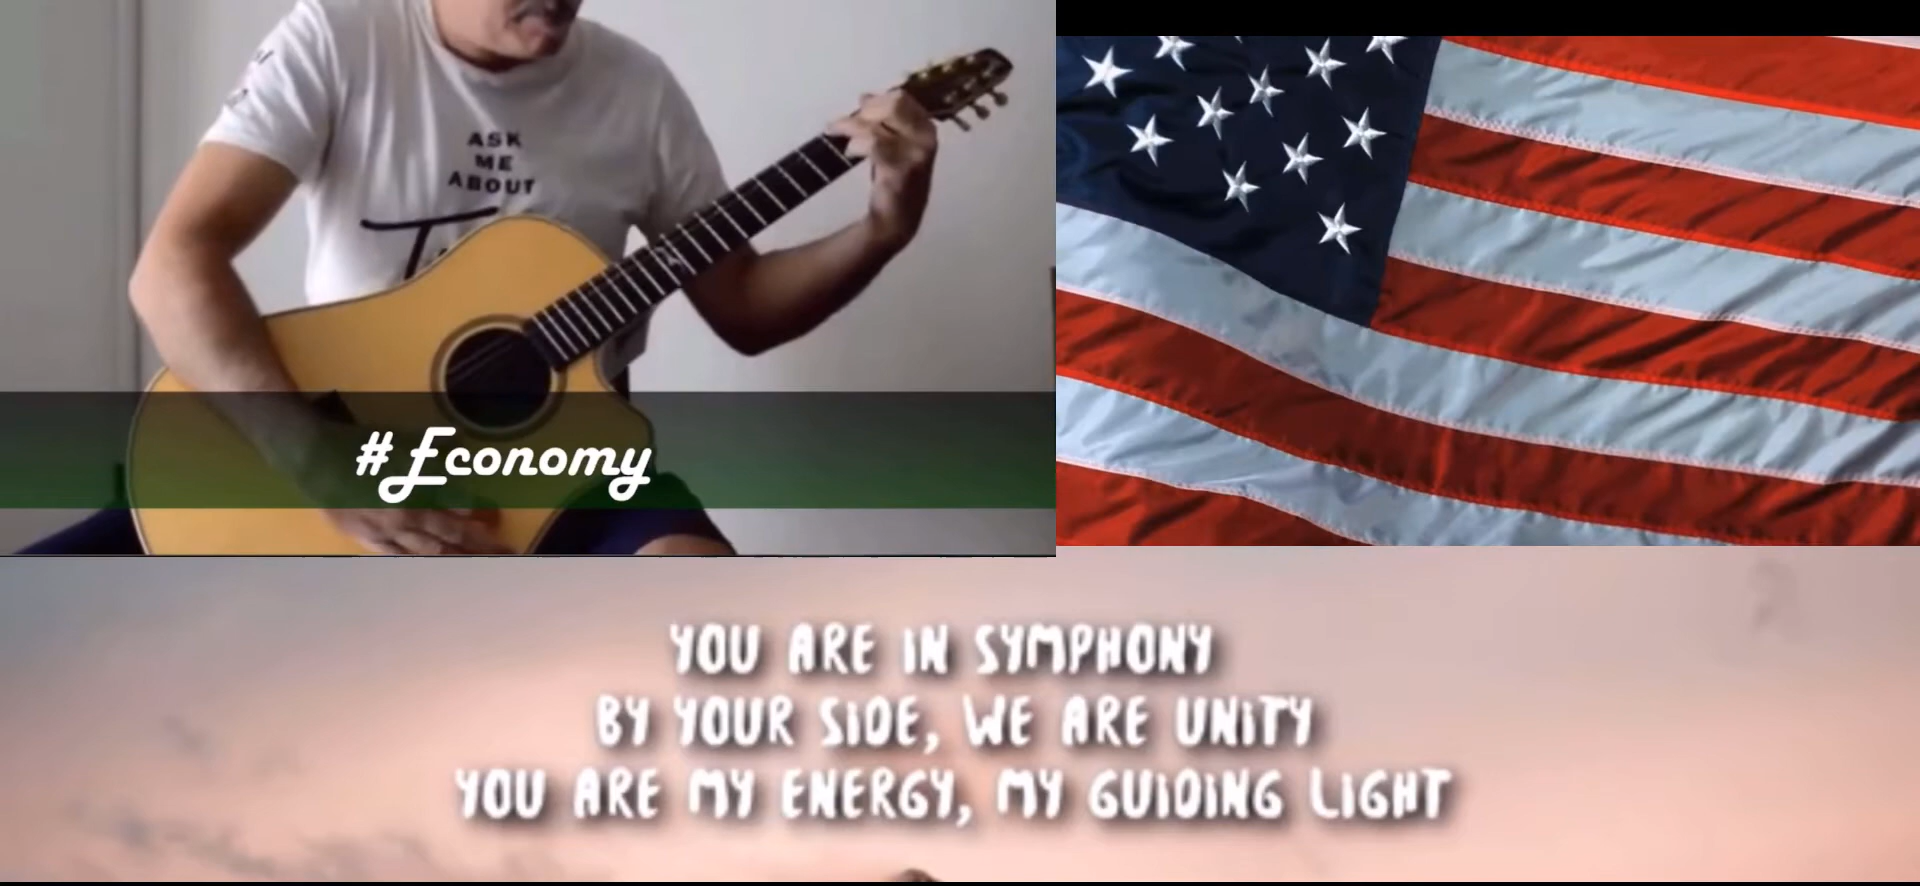 ASK
ME
ABOUT
#Economy
YOU ARE IN SYMPHONY
BY YOUR SIDE, WE ARE UNITY
YOU ARE MY ENERGY, MY GUIDING LIGHT